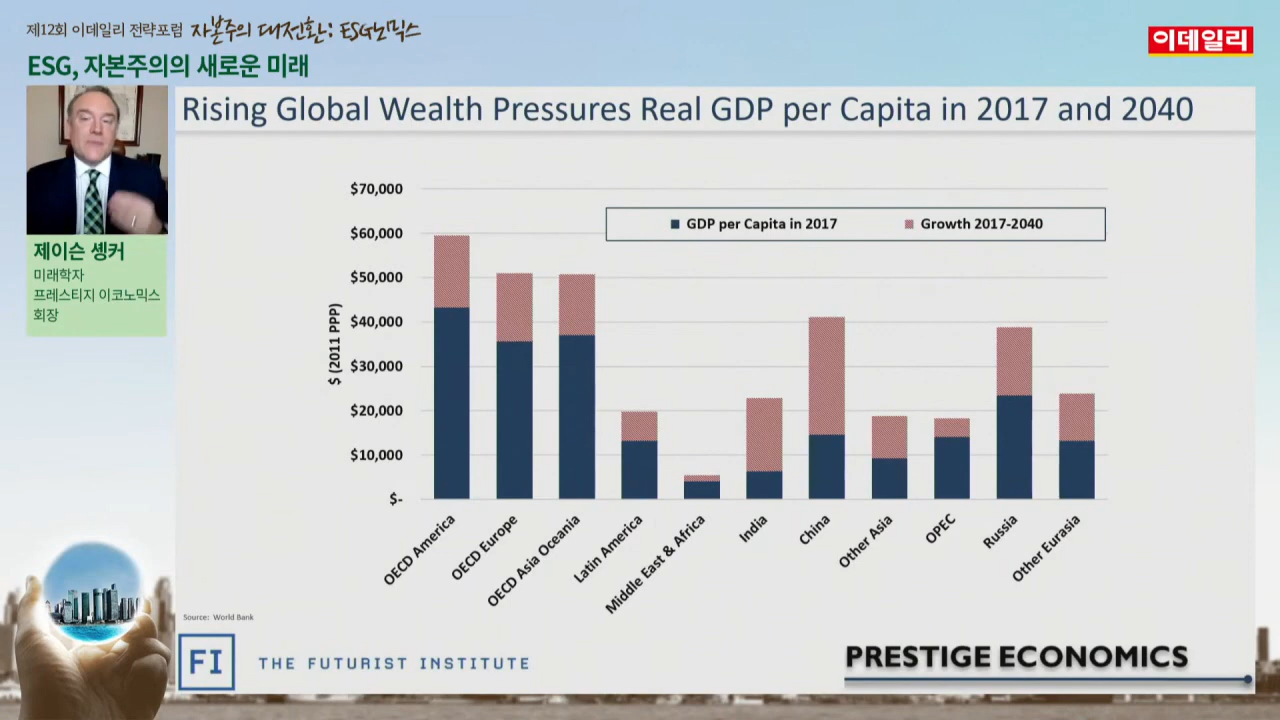 제12회 이데일리 전략포럼 자본주의 대전환: ESG노믹스
이데일리
ESG, 자본주의의 새로운 미래
Rising Global Wealth Pressures Real GDP per Capita in 2017 and 2040
제이슨 솅커
미래학자
프레스티지 이코노믹스
회장
$ (2011 PPP)
$70,000
$60,000
$50,000
$40,000
$30,000
$20,000
$10,000
$-
GDP per Capita in 2017
Growth 2017-2040
OECD America
OECD Europe
OECD Asia Oceania
Latin America
Middle East & Africa
India
China
Other Asia
OPEC
Russia
Other Eurasia
Source: World Bank
FI
THE FUTURIST INSTITUTE
PRESTIGE ECONOMICS